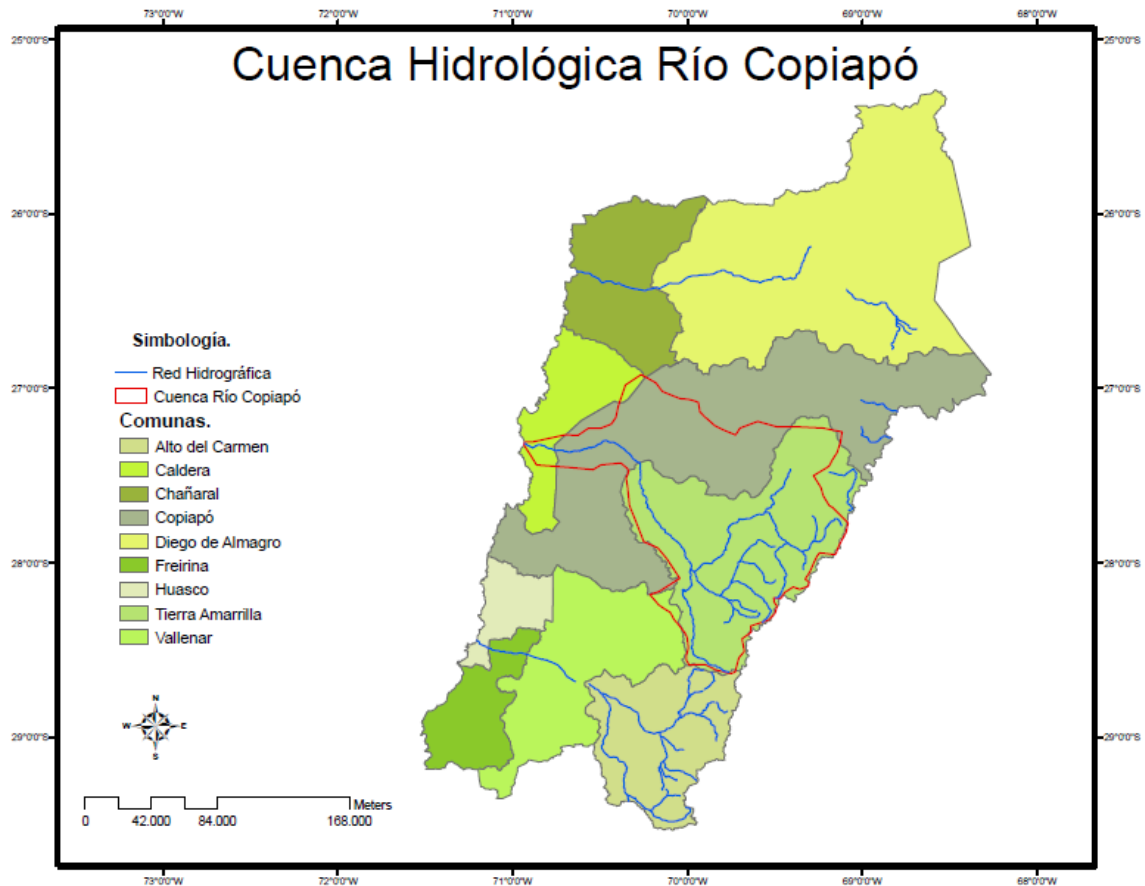 73°0'0"W 72°0'0"W 71°0'0"W 70°0'0"W 69°0'0"W 68°0'0"W
25°0'0"S 25°0'0"S
Cuenca Hidrológica Río Copiapó
26°0'0"S 26°0'0"S
Simbología.
Red Hidrográfica
27°0'0"S 27°0'0"S
Cuenca Río Copiapó
Comunas.
Alto del Carmen
Caldera
Chañaral
Copiapó
Diego de Almagro
28°0'0"S 28°0'0"S
Freirina
Huasco
Tierra Amarrilla
Vallenar
N
W E
S
29°0'0"S 29°0'0"S
Meters
0 42.000 84.000 168.000
73°0'0"W 72°0'0"W 71°0'0"W 70°0'0"W 69°0'0"W 68°0'0"W